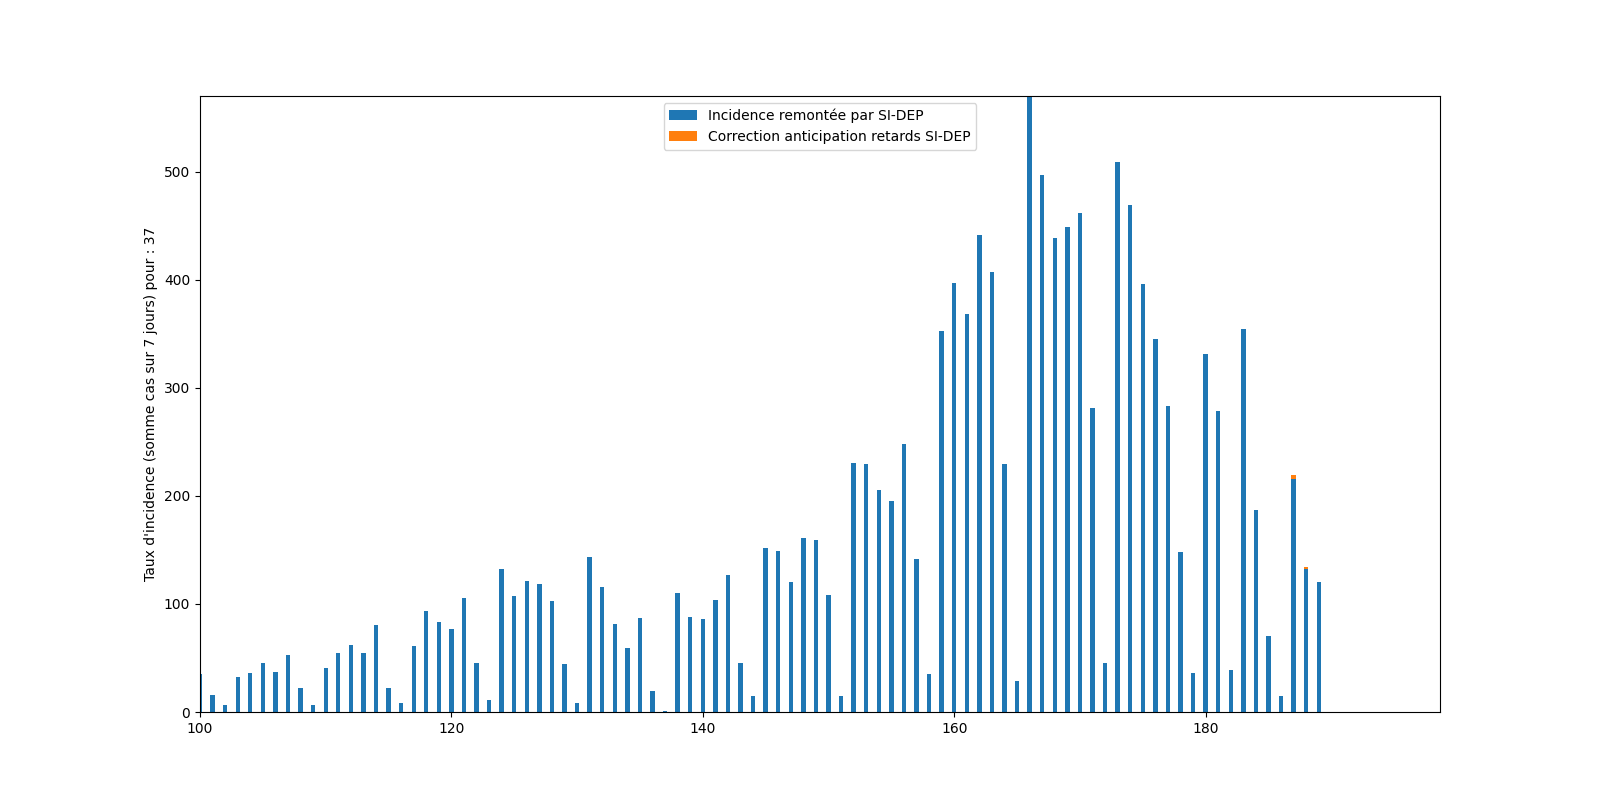 Incidence remontée par SI-DEP
Correction anticipation retards SI-DEP
Taux d'incidence (somme cas sur 7 jours) pour : 37
500
400
300
200
100
0
100 120 140 160 180